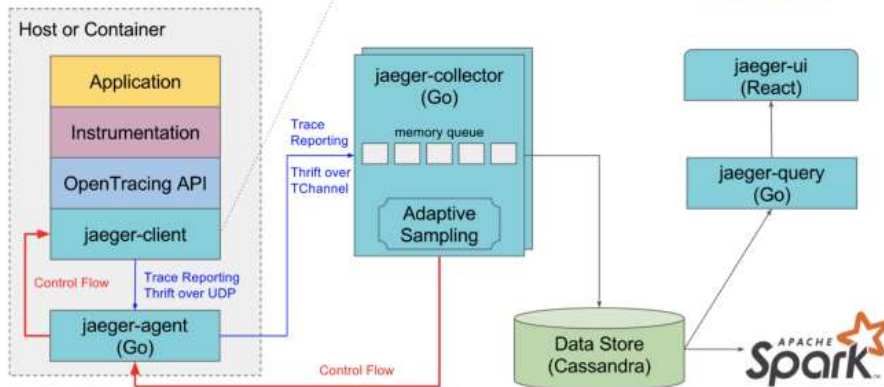 Host or Container
Application
Instrumentation
OpenTracing API
jaeger-client
Control Flow
Trace Reporting
Thrift over UDP
jaeger-agent
(Go)
Trace
Reporting
Thrift over
TChannel
jaeger-collector
(Go)
memory queue
Adaptive
Sampling
Control Flow
Data Store
(Cassandra)
jaeger-ui
(React)
jaeger-query
(Go)
APACHE
Spark